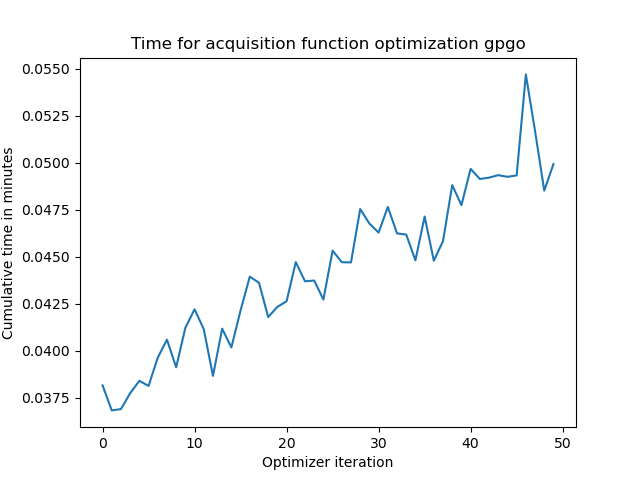 Time for acquisition function optimization gpgo
0.0550
0.0525
0.0500
0.0475
0.0450
0.0425
0.0400
0.0375
Cumulative time in minutes
0 10 20 30 40 50
Optimizer iteration